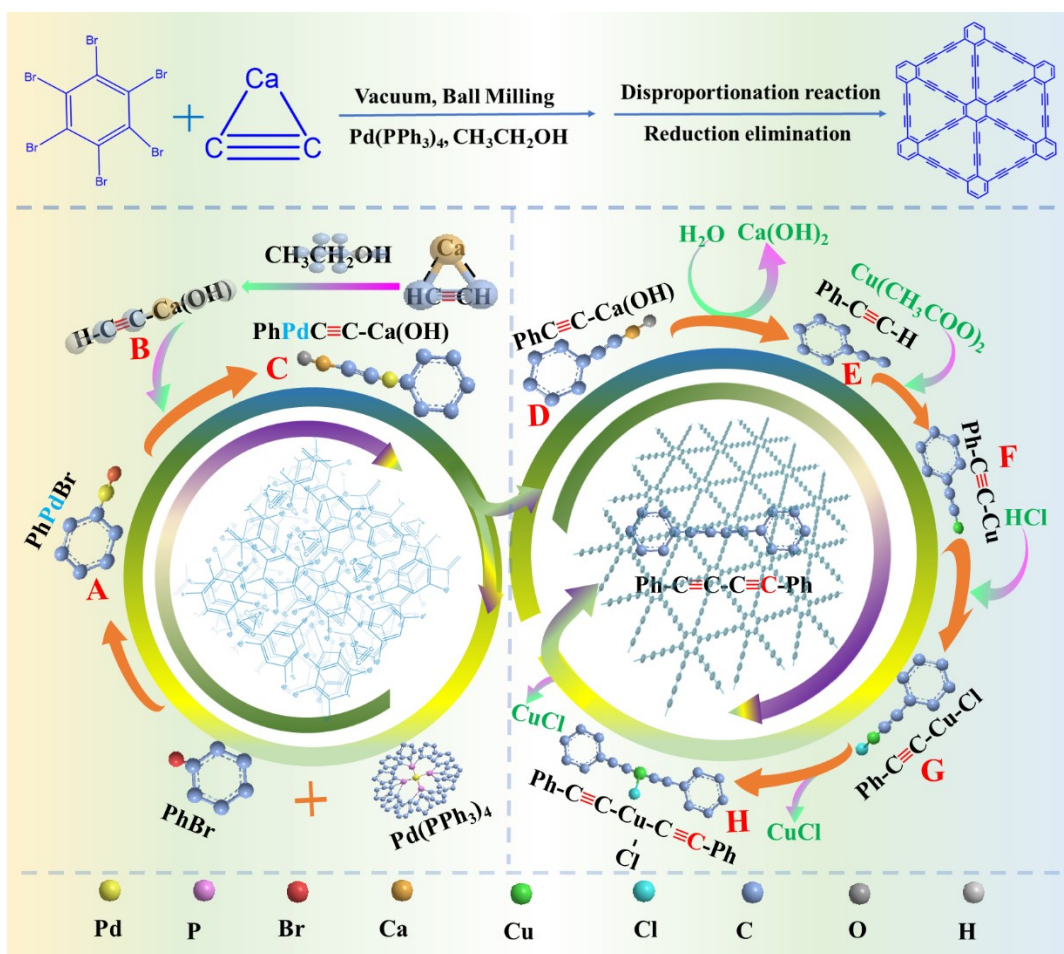 Br
Br
Br
Br
Br
Br
+
Ca
C
C
Vacuum, Ball Milling
Pd(PPh₃)₄, CH₃CH₂OH
Disproportionation reaction
Reduction elimination
CH₃CH₂OH
Ca
HC≡CH
H-C≡C-Ca(OH)
B
PhPdC≡C-Ca(OH)
C
PhPdBr
A
PhBr
+
Pd(PPh₃)₄
H₂O
Ca(OH)₂
PhC≡C-Ca(OH)
D
Ph-C≡C-H
E
Cu(CH₃COO)₂
Ph-C≡C-Cu
F
HCl
Ph-C≡C-Cu-Cl
G
CuCl
Ph-C≡C-Cu-C≡C-Ph
Cl
H
CuCl
Ph-C≡C-C≡C-Ph
Pd
P
Br
Ca
Cu
Cl
C
O
H